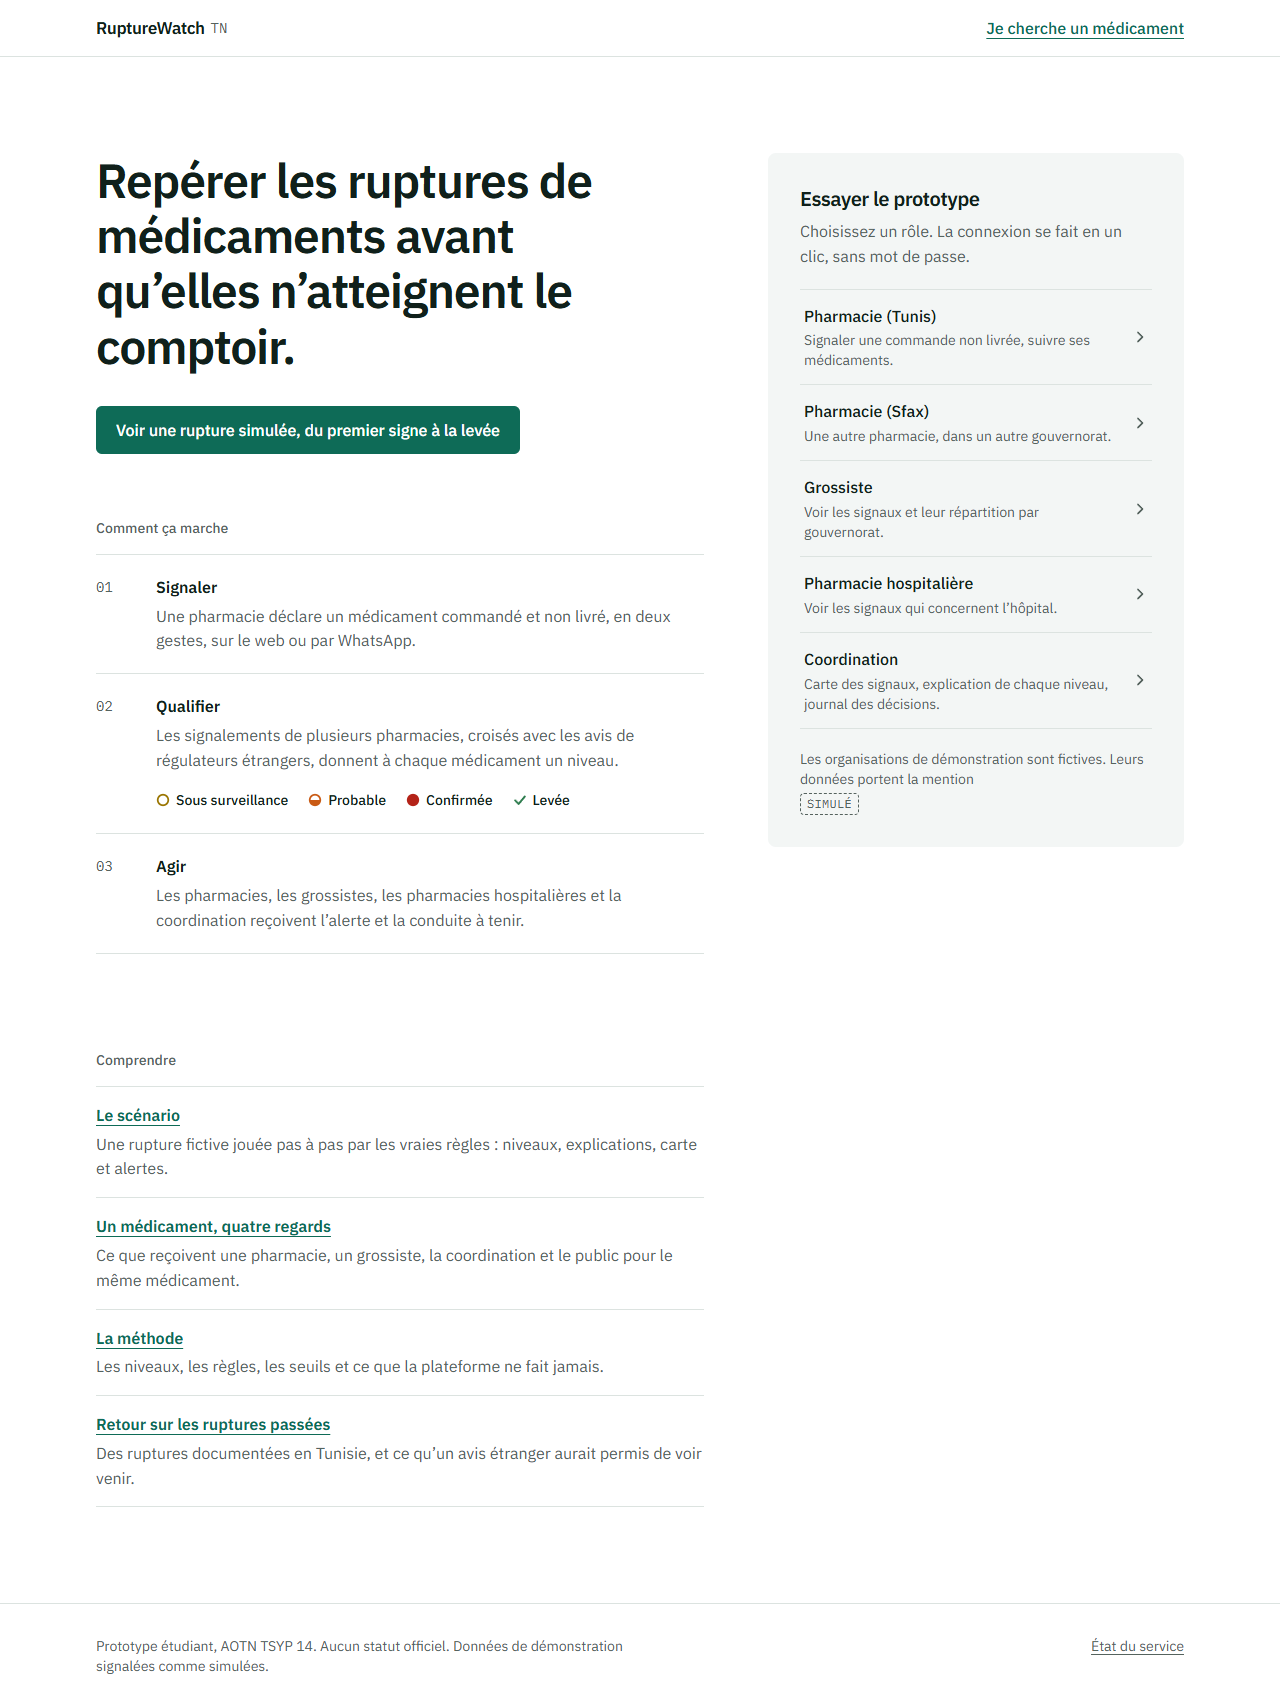 RuptureWatch TN
Je cherche un médicament
Repérer les ruptures de
médicaments avant
qu’elles n’atteignent le
comptoir.
Voir une rupture simulée, du premier signe à la levée
Comment ça marche
01
Signaler
Une pharmacie déclare un médicament commandé et non livré, en deux
gestes, sur le web ou par WhatsApp.
02
Qualifier
Les signalements de plusieurs pharmacies, croisés avec les avis de
régulateurs étrangers, donnent à chaque médicament un niveau.
Sous surveillance
Probable
Confirmée
Levée
03
Agir
Les pharmacies, les grossistes, les pharmacies hospitalières et la
coordination reçoivent l’alerte et la conduite à tenir.
Essayer le prototype
Choisissez un rôle. La connexion se fait en un
clic, sans mot de passe.
Pharmacie (Tunis)
Signaler une commande non livrée, suivre ses
médicaments.
Pharmacie (Sfax)
Une autre pharmacie, dans un autre gouvernorat.
Grossiste
Voir les signaux et leur répartition par
gouvernorat.
Pharmacie hospitalière
Voir les signaux qui concernent l’hôpital.
Coordination
Carte des signaux, explication de chaque niveau,
journal des décisions.
Les organisations de démonstration sont fictives. Leurs
données portent la mention
SIMULÉ
Comprendre
Le scénario
Une rupture fictive jouée pas à pas par les vraies règles : niveaux, explications, carte
et alertes.
Un médicament, quatre regards
Ce que reçoivent une pharmacie, un grossiste, la coordination et le public pour le
même médicament.
La méthode
Les niveaux, les règles, les seuils et ce que la plateforme ne fait jamais.
Retour sur les ruptures passées
Des ruptures documentées en Tunisie, et ce qu’un avis étranger aurait permis de voir
venir.
Prototype étudiant, AOTN TSYP 14. Aucun statut officiel. Données de démonstration
signalées comme simulées.
État du service